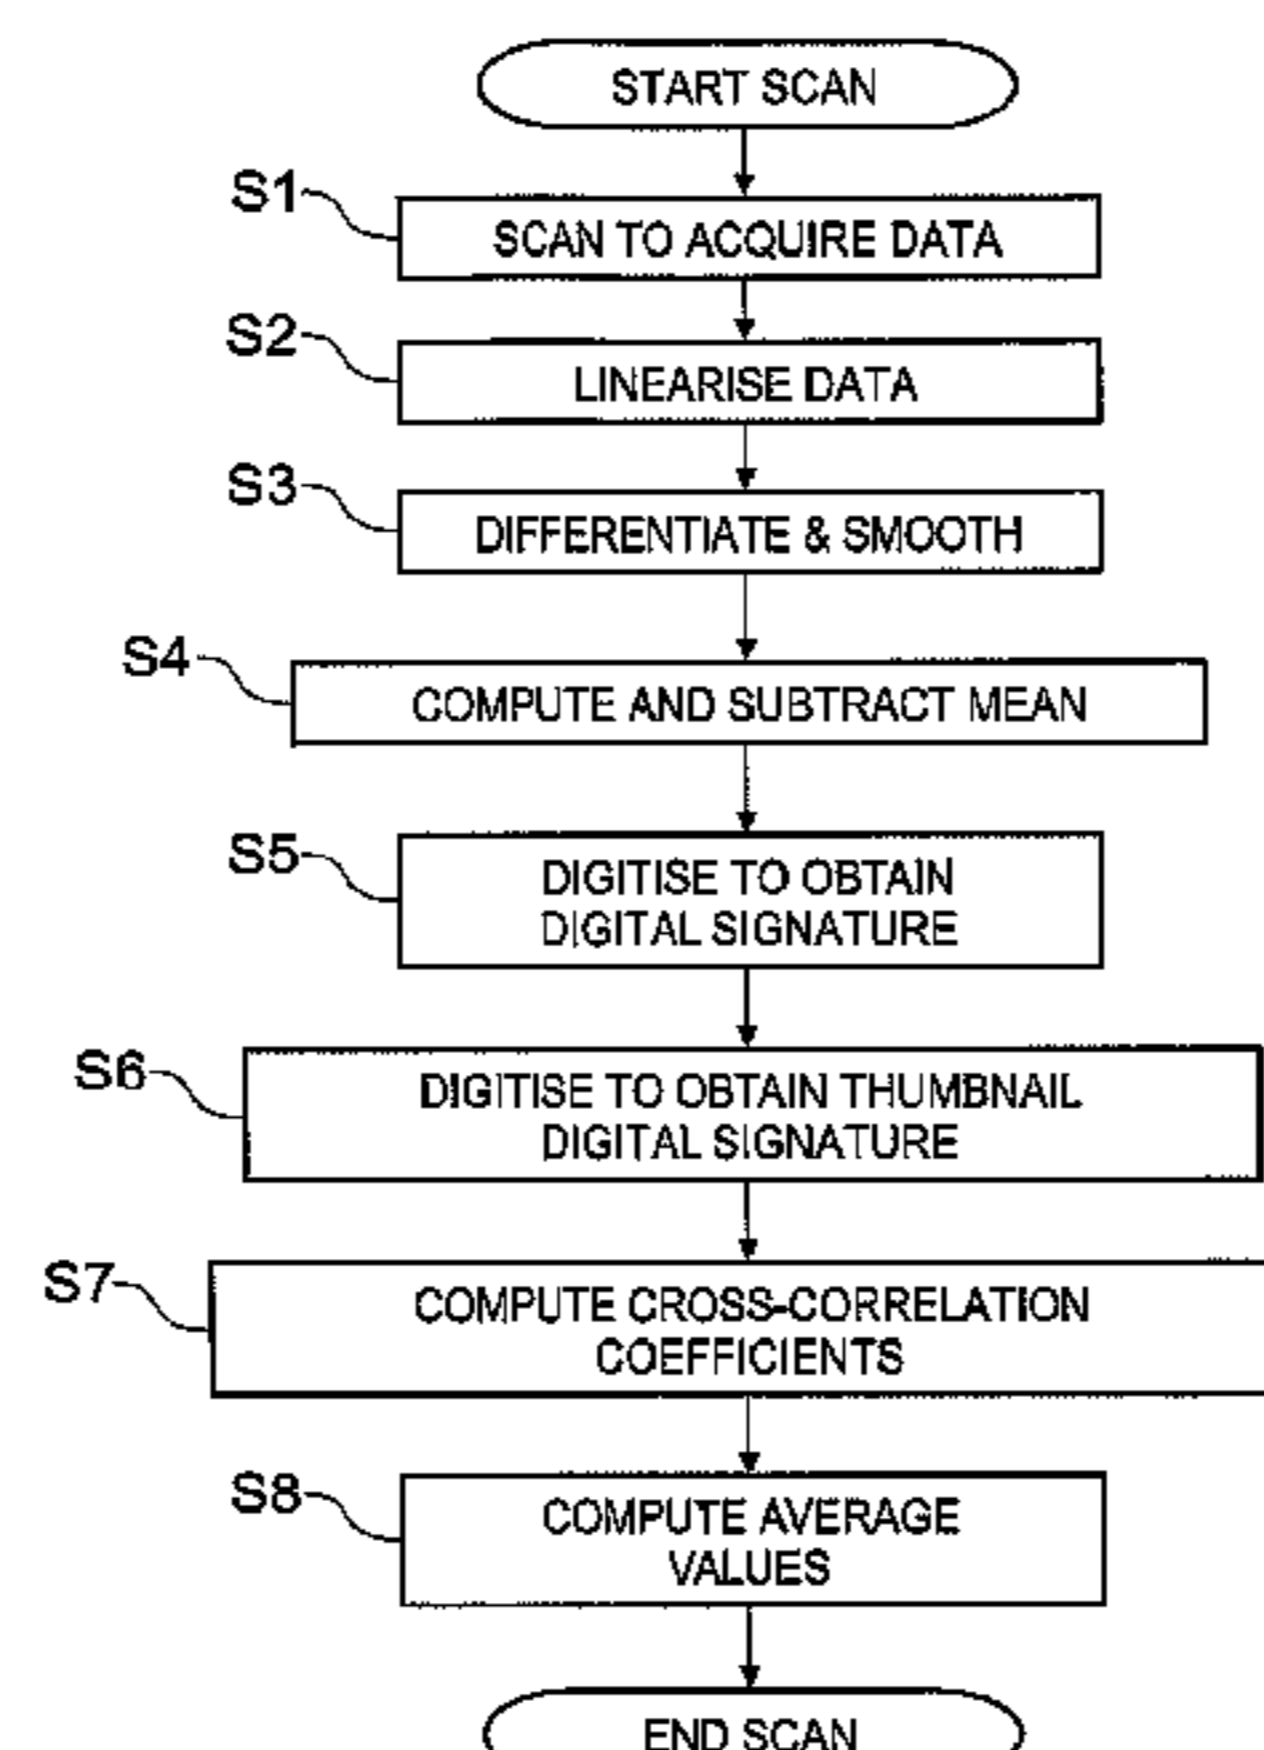 START SCAN
S1
SCAN TO ACQUIRE DATA
S2
LINEARISE DATA
S3
DIFFERENTIATE & SMOOTH
S4
COMPUTE AND SUBTRACT MEAN
S5
DIGITISE TO OBTAIN
DIGITAL SIGNATURE
S6
DIGITISE TO OBTAIN THUMBNAIL
DIGITAL SIGNATURE
S7
COMPUTE CROSS-CORRELATION
COEFFICIENTS
S8
COMPUTE AVERAGE
VALUES
END SCAN